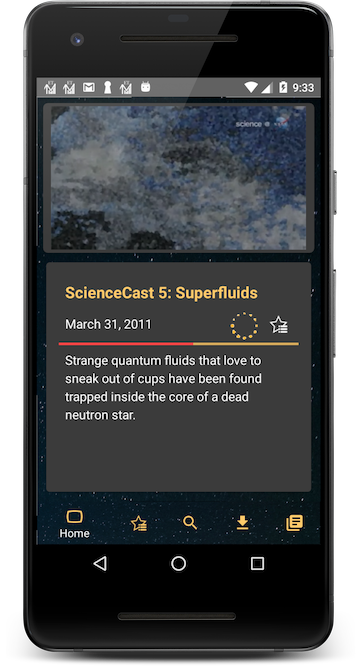 9:33
science @
ScienceCast 5: Superfluids
March 31, 2011
Strange quantum fluids that love to
sneak out of cups have been found
trapped inside the core of a dead
neutron star.
Home